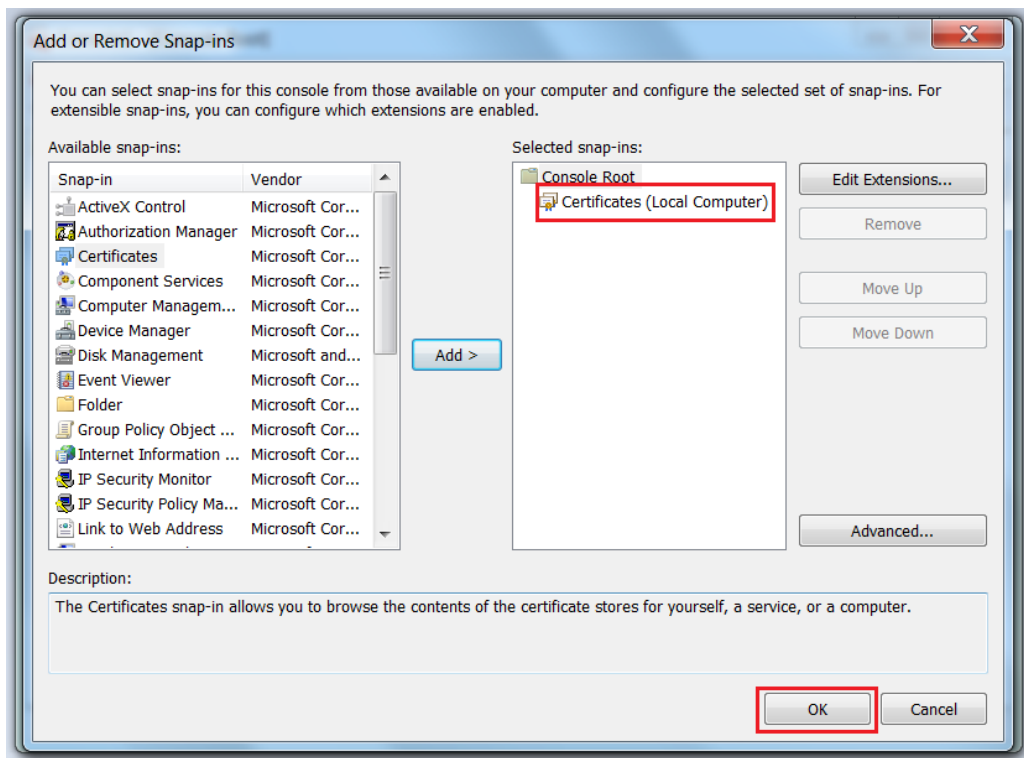 Add or Remove Snap-ins
X
You can select snap-ins for this console from those available on your computer and configure the selected set of snap-ins. For
extensible snap-ins, you can configure which extensions are enabled.
Available snap-ins:
Selected snap-ins:
Snap-in Vendor
ActiveX Control Microsoft Cor...
Authorization Manager Microsoft Cor...
Certificates Microsoft Cor...
Component Services Microsoft Cor...
Computer Managem... Microsoft Cor...
Device Manager Microsoft Cor...
Disk Management Microsoft and...
Event Viewer Microsoft Cor...
Folder Microsoft Cor...
Group Policy Object ... Microsoft Cor...
Internet Information ... Microsoft Cor...
IP Security Monitor Microsoft Cor...
IP Security Policy Ma... Microsoft Cor...
Link to Web Address Microsoft Cor...
Add >
Console Root
Certificates (Local Computer)
Edit Extensions...
Remove
Move Up
Move Down
Advanced...
Description:
The Certificates snap-in allows you to browse the contents of the certificate stores for yourself, a service, or a computer.
OK
Cancel